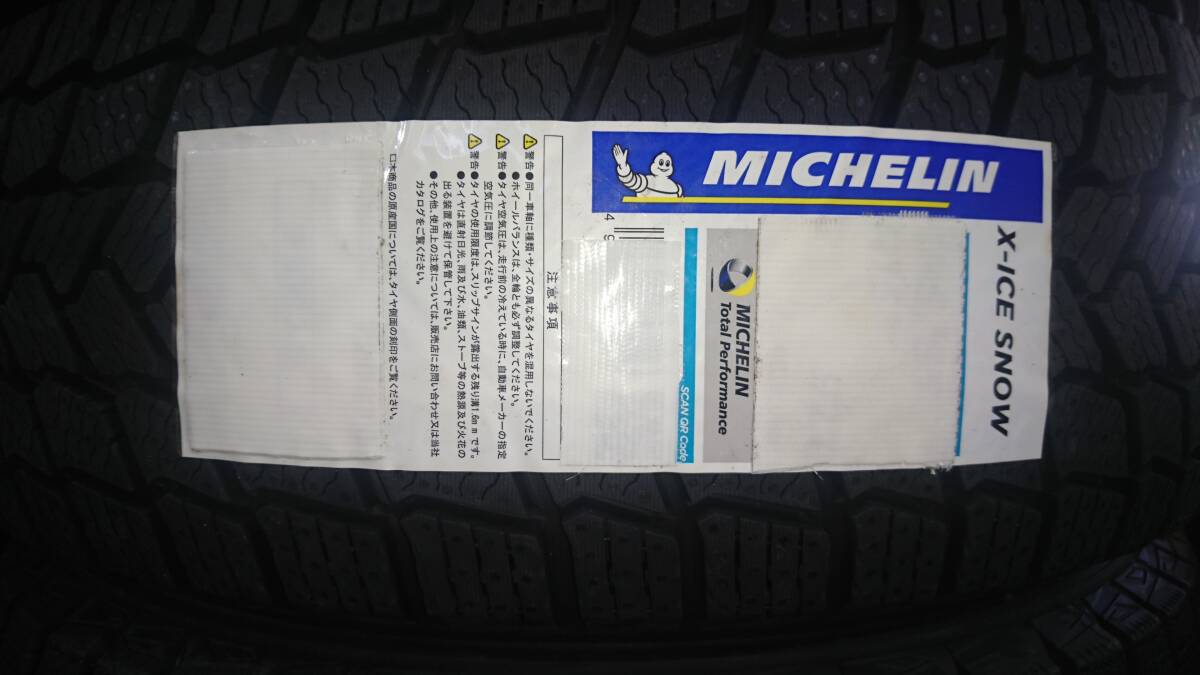 MICHELIN
X-ICE SNOW
MICHELIN
Total Performance
SCAN QR Code
4
9
注意事項
警告●同一車軸に種類・サイズの異なるタイヤを混用しないでください。
●ホイールバランスは、全輪とも必ず調整してください。
警告●タイヤ空気圧は、走行前の冷えている時に、自動車メーカーの指定
空気圧に調節してください。
警告●タイヤの使用限度は、スリップサインが露出する残り溝1.6mmです。
●タイヤは直射日光、雨及び水、油類、ストーブ等の熱源及び火花の
出る装置を避けて保管して下さい。
●その他、使用上の注意については、販売店にお問い合わせ又は当社
カタログをご覧ください。
□本商品の原産国については、タイヤ側面の刻印をご覧ください。